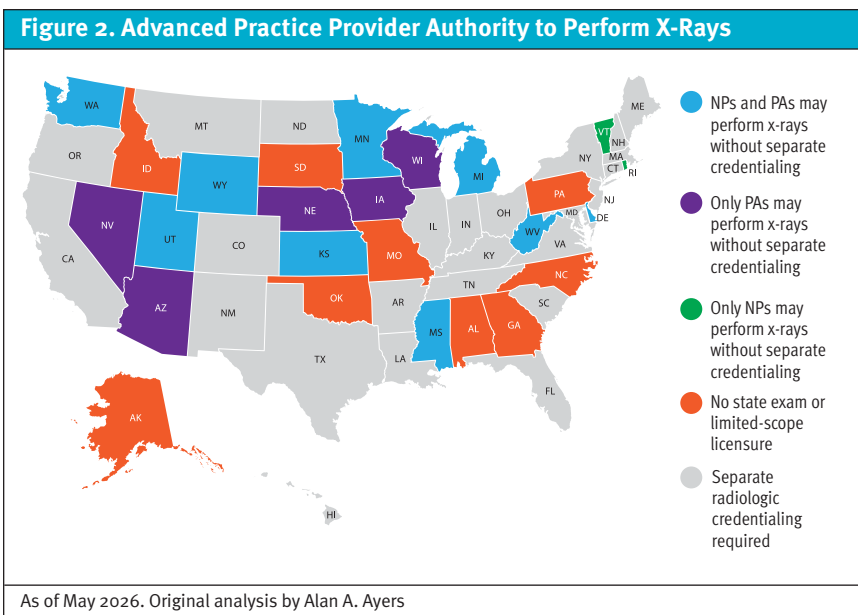 Figure 2. Advanced Practice Provider Authority to Perform X-Rays
WA
MT
ND
MN
ME
VT
NH
OR
ID
SD
WI
NY
MA
CT
RI
WY
MI
NE
IA
PA
NJ
NV
OH
MD
DE
UT
IL
IN
WV
CO
KS
MO
VA
CA
KY
NC
TN
AZ
OK
NM
AR
SC
MS
AL
GA
TX
LA
FL
AK
HI
NPs and PAs may
perform x-rays
without separate
credentialing
Only PAs may
perform x-rays
without separate
credentialing
Only NPs may
perform x-rays
without separate
credentialing
No state exam or
limited-scope
licensure
Separate
radiologic
credentialing
required
As of May 2026. Original analysis by Alan A. Ayers